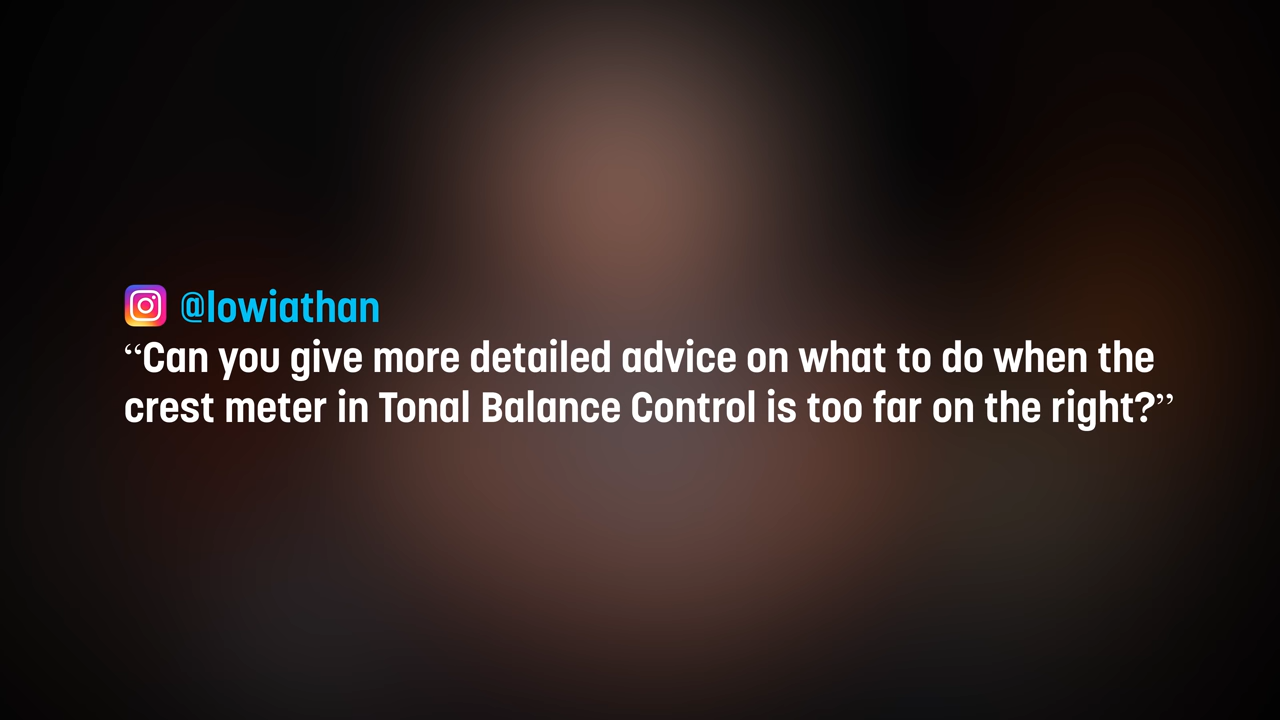 @lowiathan
“Can you give more detailed advice on what to do when the
crest meter in Tonal Balance Control is too far on the right?”